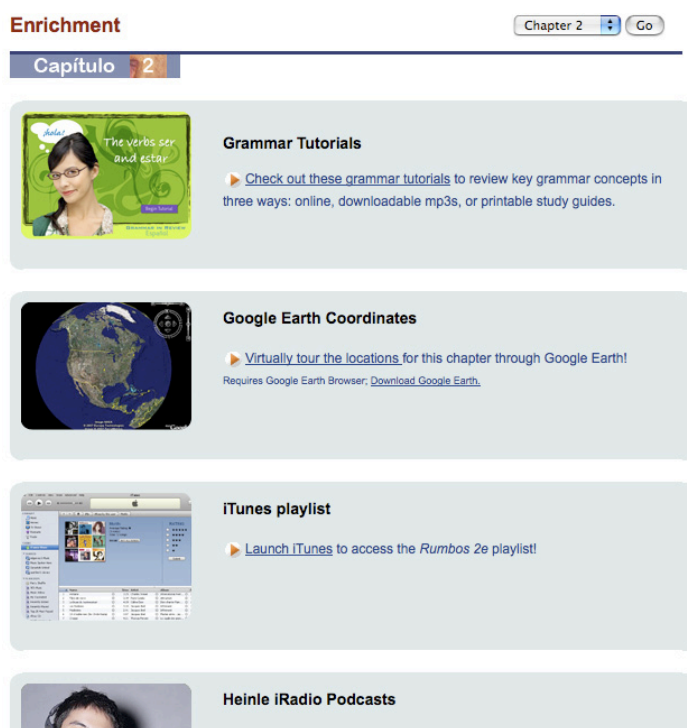 Enrichment
Chapter 2
Go
Capítulo 2
¡hola!
The verbs ser
and estar
Begin Tutorial
Grammar Tutorials
Check out these grammar tutorials to review key grammar concepts in
three ways: online, downloadable mp3s, or printable study guides.
Google Earth Coordinates
Virtually tour the locations for this chapter through Google Earth!
Requires Google Earth Browser; Download Google Earth.
iTunes playlist
Launch iTunes to access the Rumbos 2e playlist!
Heinle iRadio Podcasts